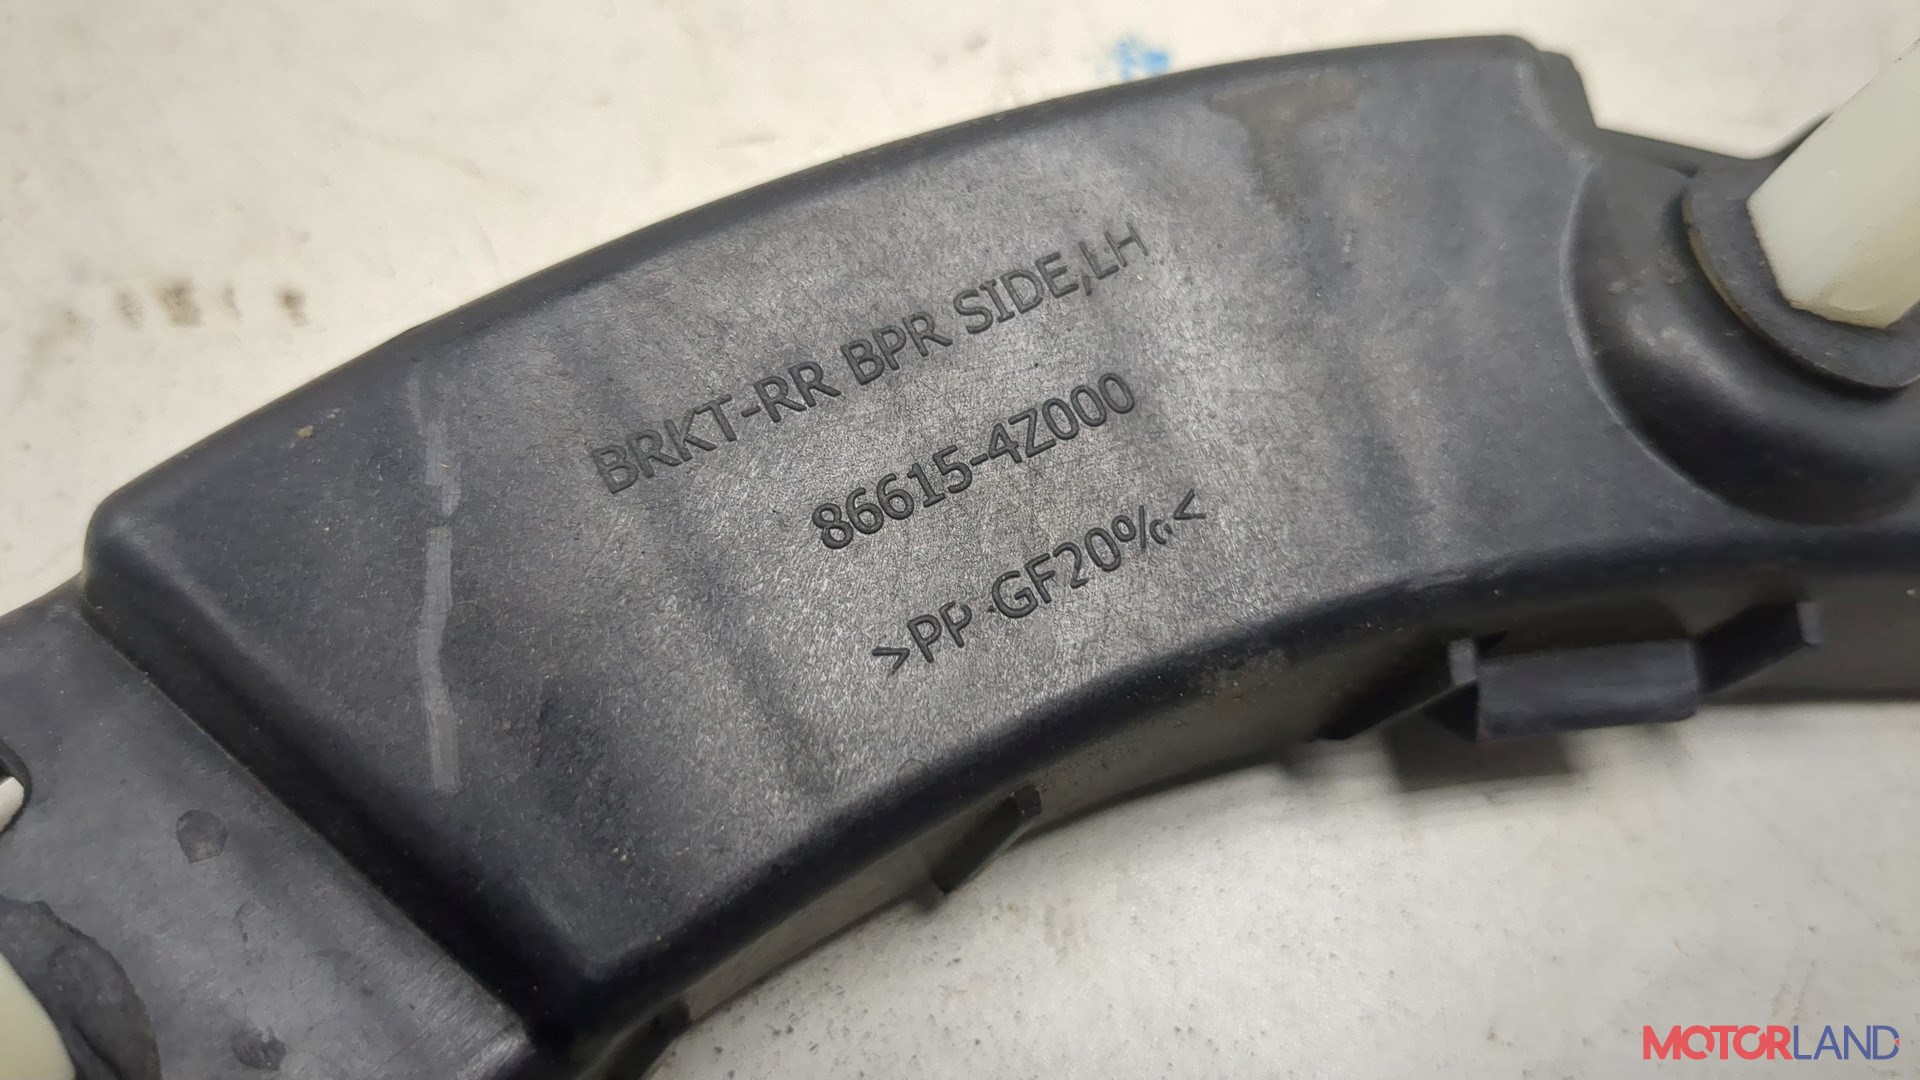 BRKT-RR BPR SIDE,LH
86615-4Z000
>PP-GF20%<
MOTORLAND